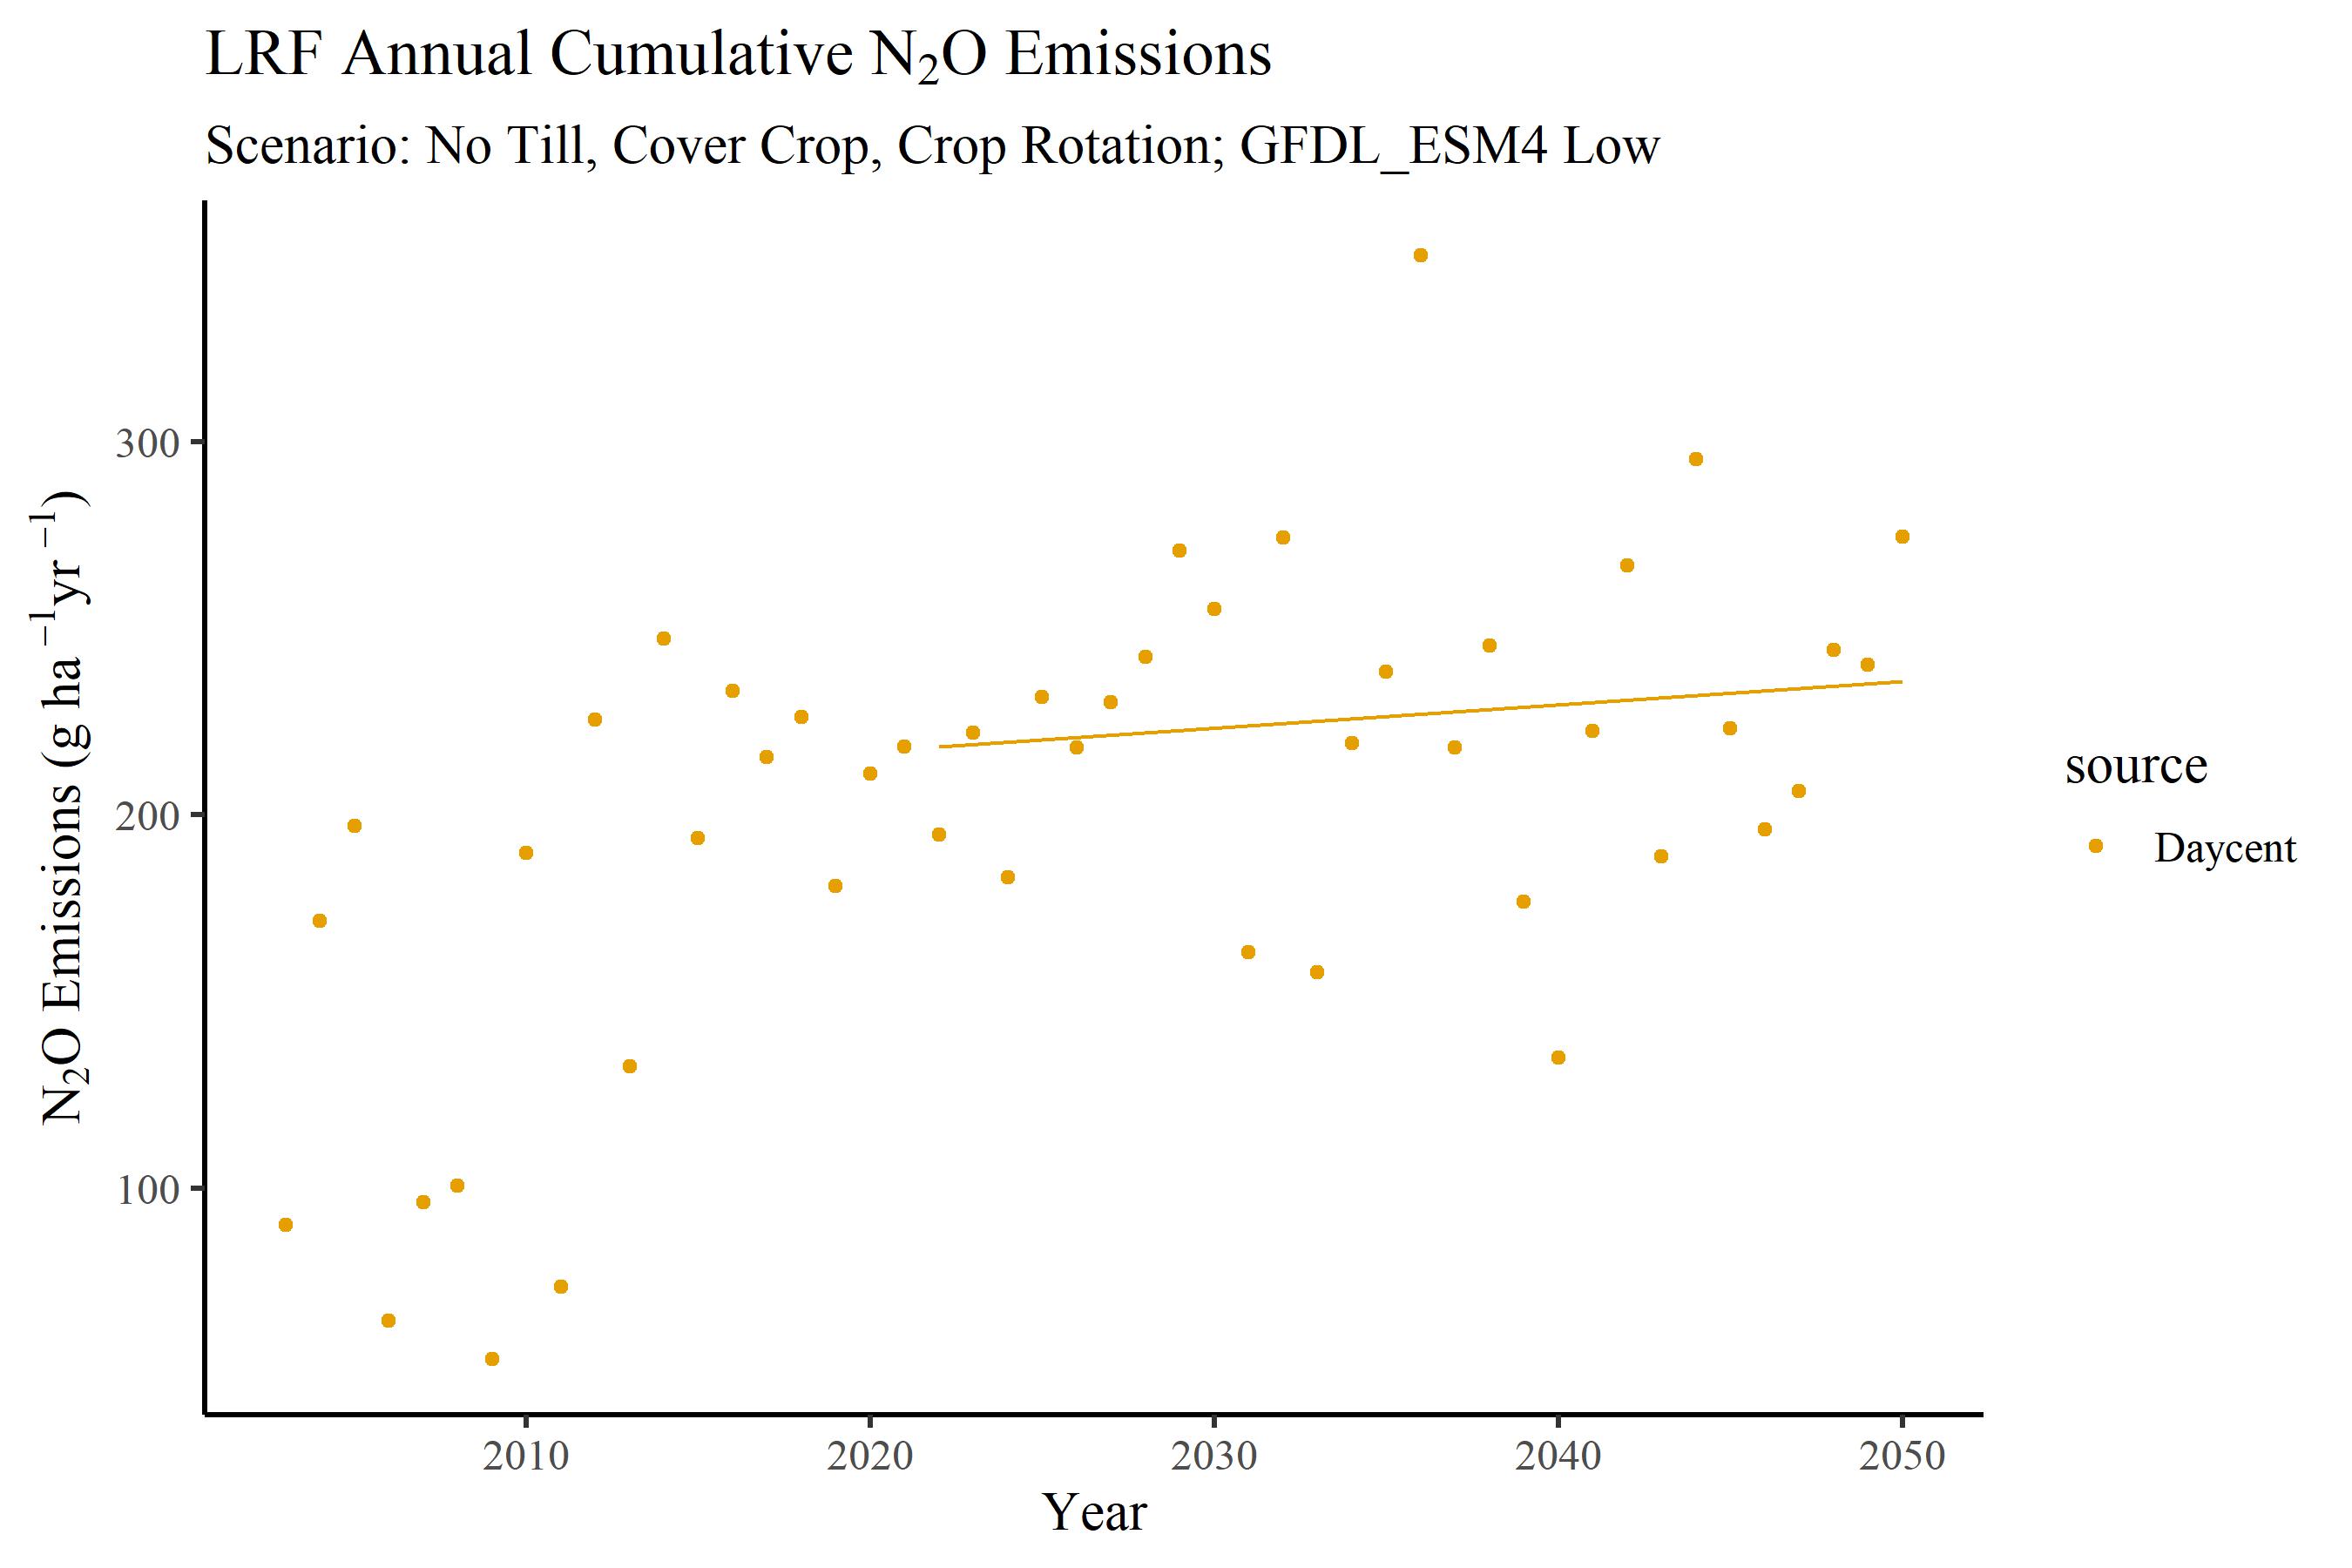 LRF Annual Cumulative N₂O Emissions
Scenario: No Till, Cover Crop, Crop Rotation; GFDL_ESM4 Low
N₂O Emissions (g ha ⁻¹yr ⁻¹)
300
200
100
2010 2020 2030 2040 2050
Year
source
Daycent